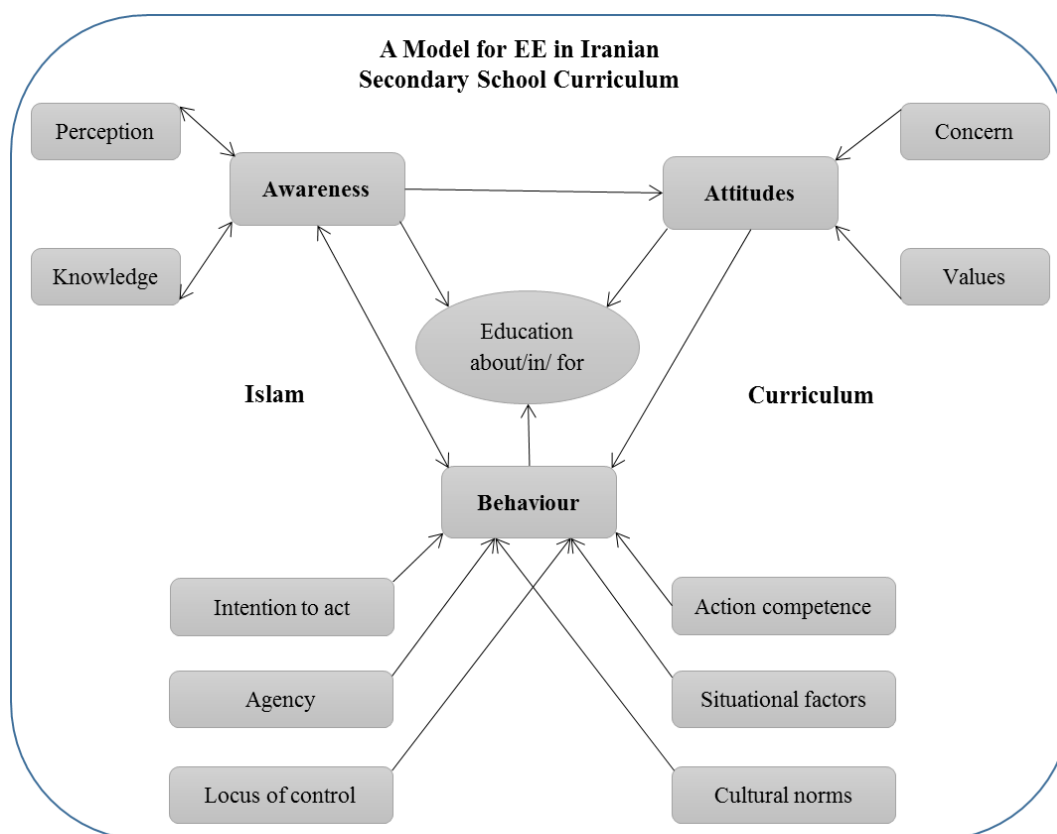 A Model for EE in Iranian
Secondary School Curriculum
Perception
Concern
Awareness
Attitudes
Knowledge
Values
Education
about/in/ for
Islam
Curriculum
Behaviour
Intention to act
Action competence
Agency
Situational factors
Locus of control
Cultural norms